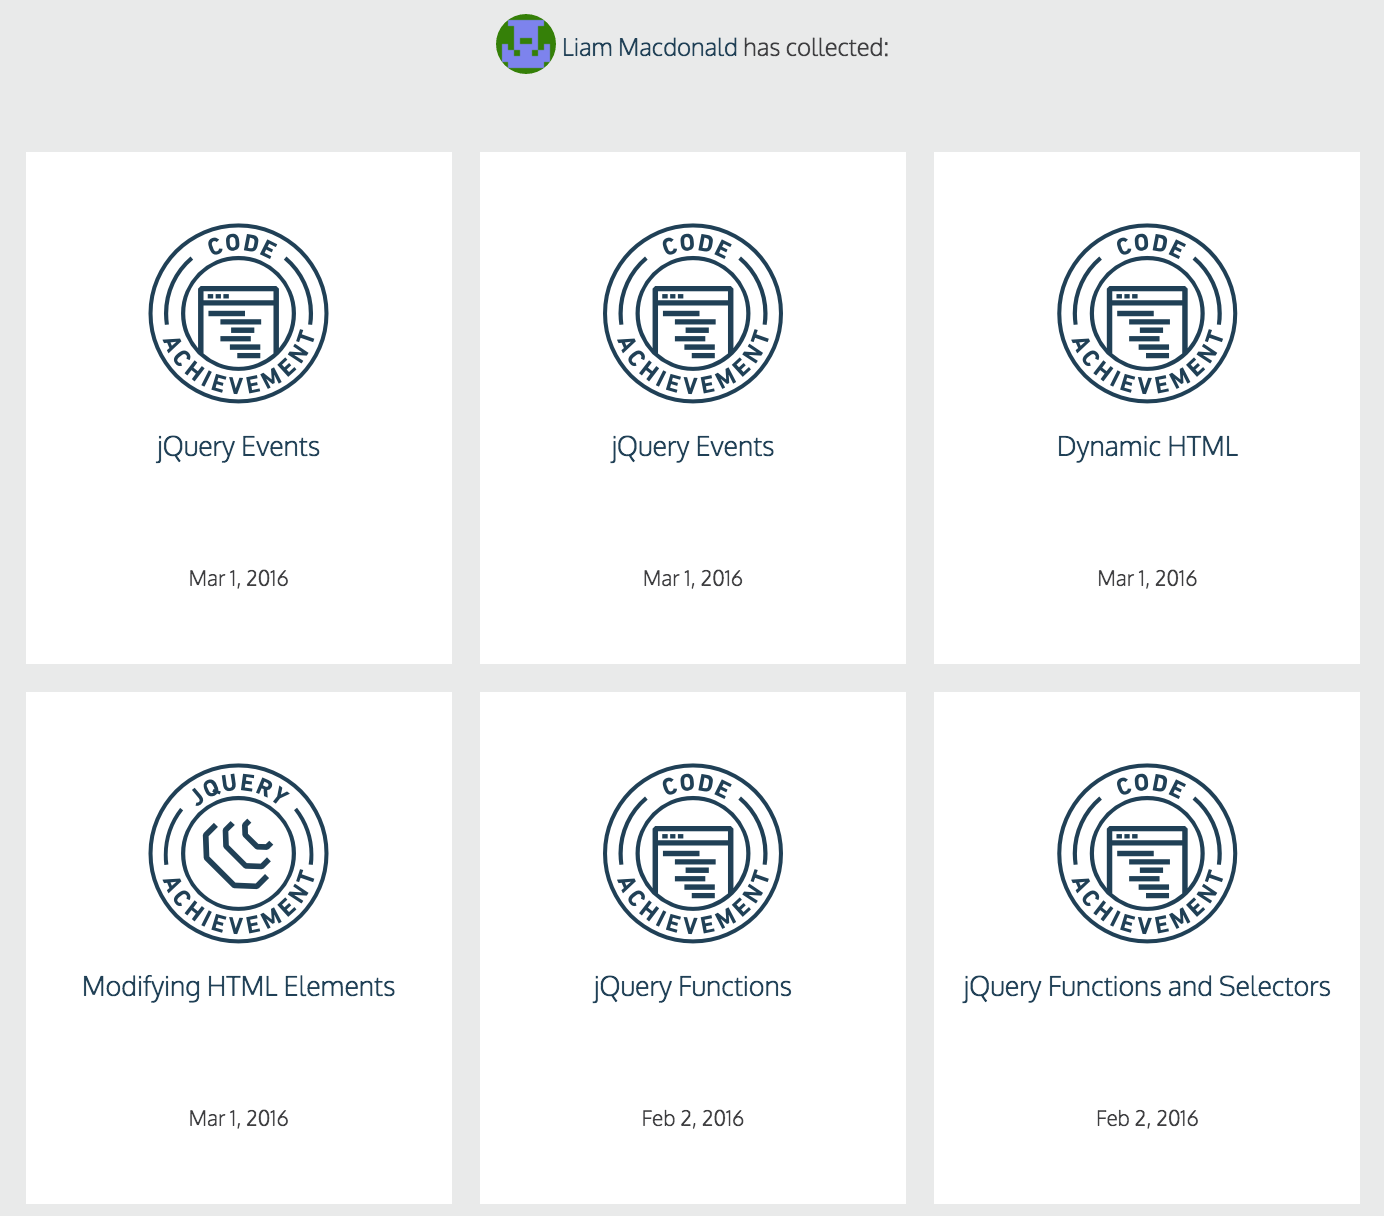 Liam Macdonald has collected:
CODE ACHIEVEMENT
jQuery Events
Mar 1, 2016
CODE ACHIEVEMENT
jQuery Events
Mar 1, 2016
CODE ACHIEVEMENT
Dynamic HTML
Mar 1, 2016
JQUERY ACHIEVEMENT
Modifying HTML Elements
Mar 1, 2016
CODE ACHIEVEMENT
jQuery Functions
Feb 2, 2016
CODE ACHIEVEMENT
jQuery Functions and Selectors
Feb 2, 2016